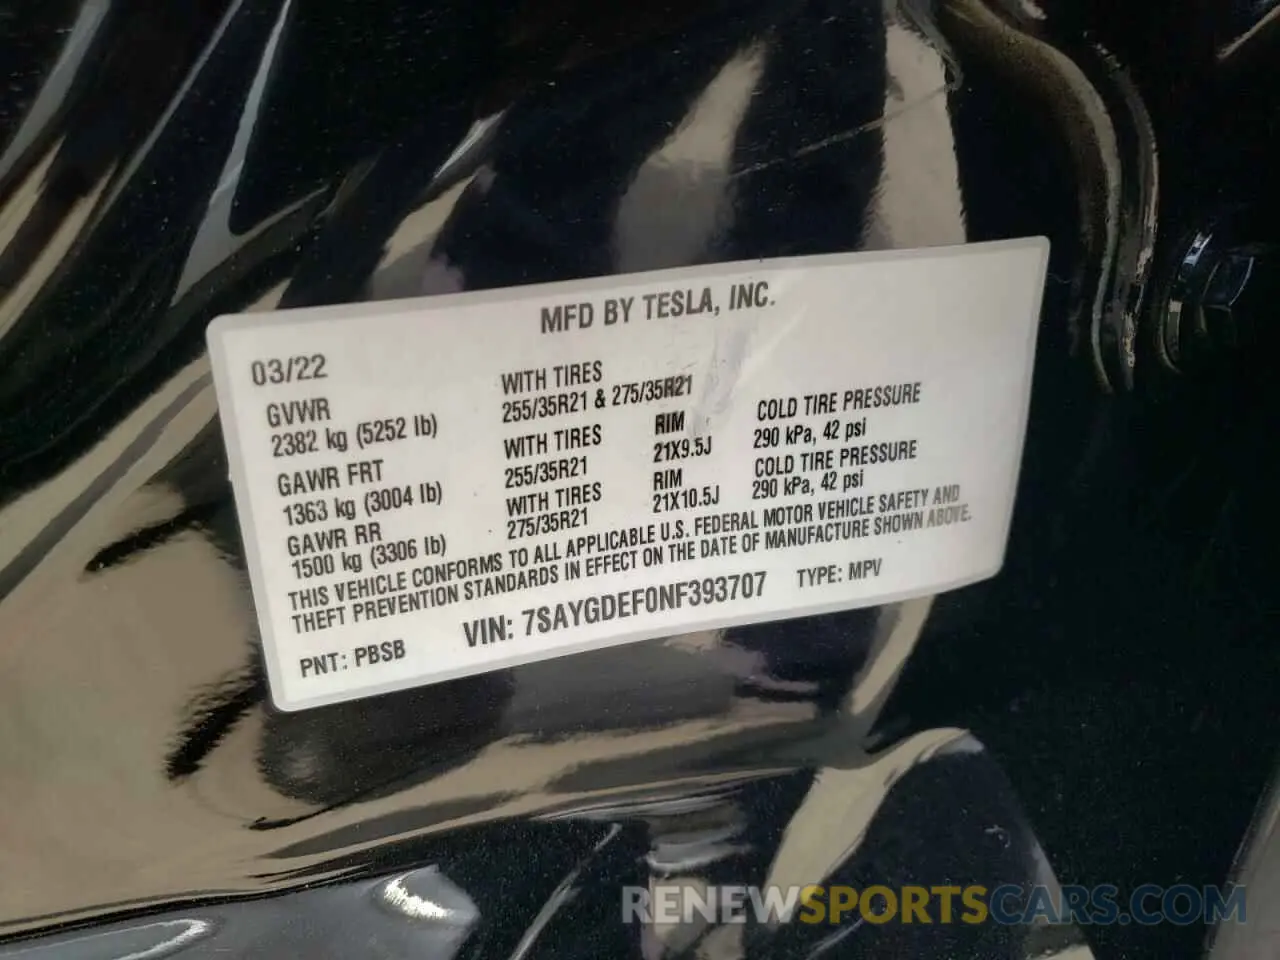 MFD BY TESLA, INC.
03/22
GVWR
2382 kg (5252 lb)
WITH TIRES
255/35R21 & 275/35R21
GAWR FRT
1363 kg (3004 lb)
WITH TIRES
255/35R21
RIM
21X9.5J
COLD TIRE PRESSURE
290 kPa, 42 psi
GAWR RR
1500 kg (3306 lb)
WITH TIRES
275/35R21
RIM
21X10.5J
COLD TIRE PRESSURE
290 kPa, 42 psi
THIS VEHICLE CONFORMS TO ALL APPLICABLE U.S. FEDERAL MOTOR VEHICLE SAFETY AND
THEFT PREVENTION STANDARDS IN EFFECT ON THE DATE OF MANUFACTURE SHOWN ABOVE.
PNT: PBSB VIN: 7SAYGDEF0NF393707 TYPE: MPV
RENEWSPORTSCARS.COM